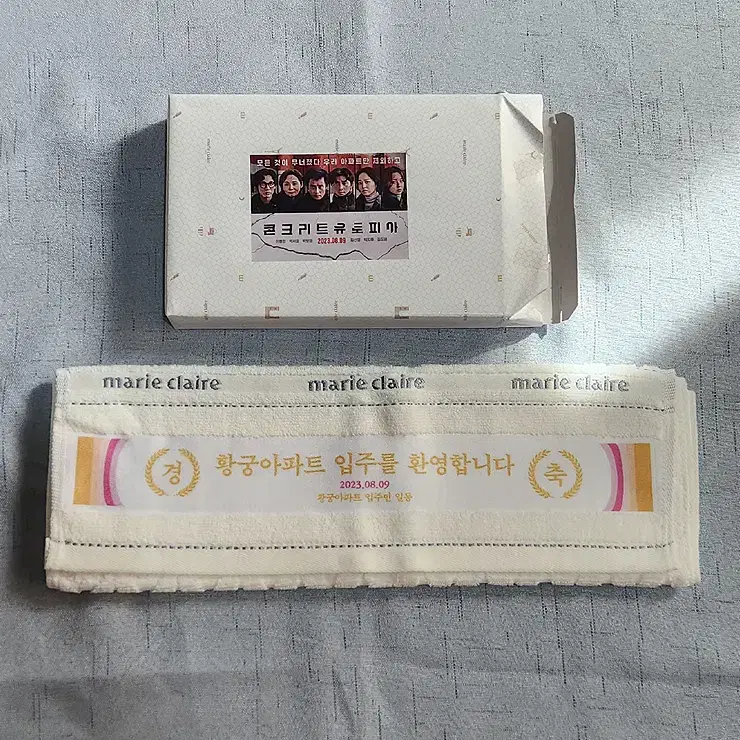 모든 것이 무너졌다 우리 아파트만 제외하고
콘크리트 유토피아
2023.08.09
marie claire marie claire marie claire
경 황궁아파트 입주를 환영합니다 축
2023.08.09
황궁아파트 입주민 일동